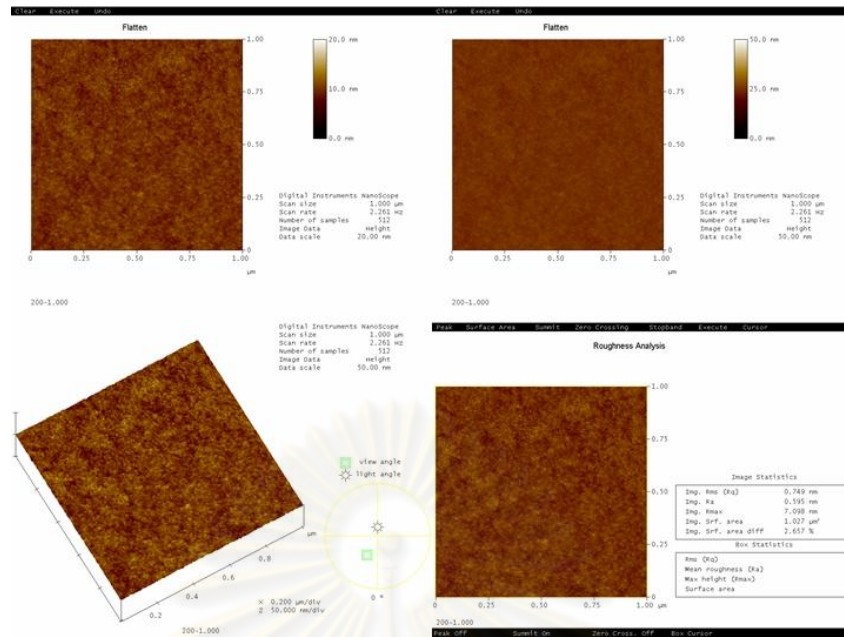 Clear Execute Undo
Flatten
20.0 nm
10.0 nm
0.0 nm
1.00
0.75
0.50
0.25
0
0 0.25 0.50 0.75 1.00
µm
Digital Instruments NanoScope
Scan size 1.000 µm
Scan rate 2.261 Hz
Number of samples 512
Image Data Height
Data scale 20.00 nm
200-1.000
Clear Execute Undo
Flatten
50.0 nm
25.0 nm
0.0 nm
1.00
0.75
0.50
0.25
0
0 0.25 0.50 0.75 1.00
µm
Digital Instruments NanoScope
Scan size 1.000 µm
Scan rate 2.261 Hz
Number of samples 512
Image Data Height
Data scale 50.00 nm
200-1.000
Digital Instruments NanoScope
Scan size 1.000 µm
Scan rate 2.261 Hz
Number of samples 512
Image Data Height
Data scale 50.00 nm
view angle
light angle
0 °
µm
0.8
0.6
0.4
0.2
X 0.200 µm/div
Z 50.000 nm/div
200-1.000
Peak Surface Area Summit Zero Crossing Stopband Execute Cursor
Roughness Analysis
1.00
0.75
0.50
0.25
0
0 0.25 0.50 0.75 1.00
µm
Image Statistics
Img. Rms (Rq) 0.749 nm
Img. Ra 0.595 nm
Img. Rmax 7.098 nm
Img. Srf. area 1.027 µm²
Img. Srf. area diff 2.657 %
Box Statistics
Rms (Rq)
Mean roughness (Ra)
Max height (Rmax)
Surface area
200-1.000
Peak Off Summit On Zero Cross. Off Box Cursor